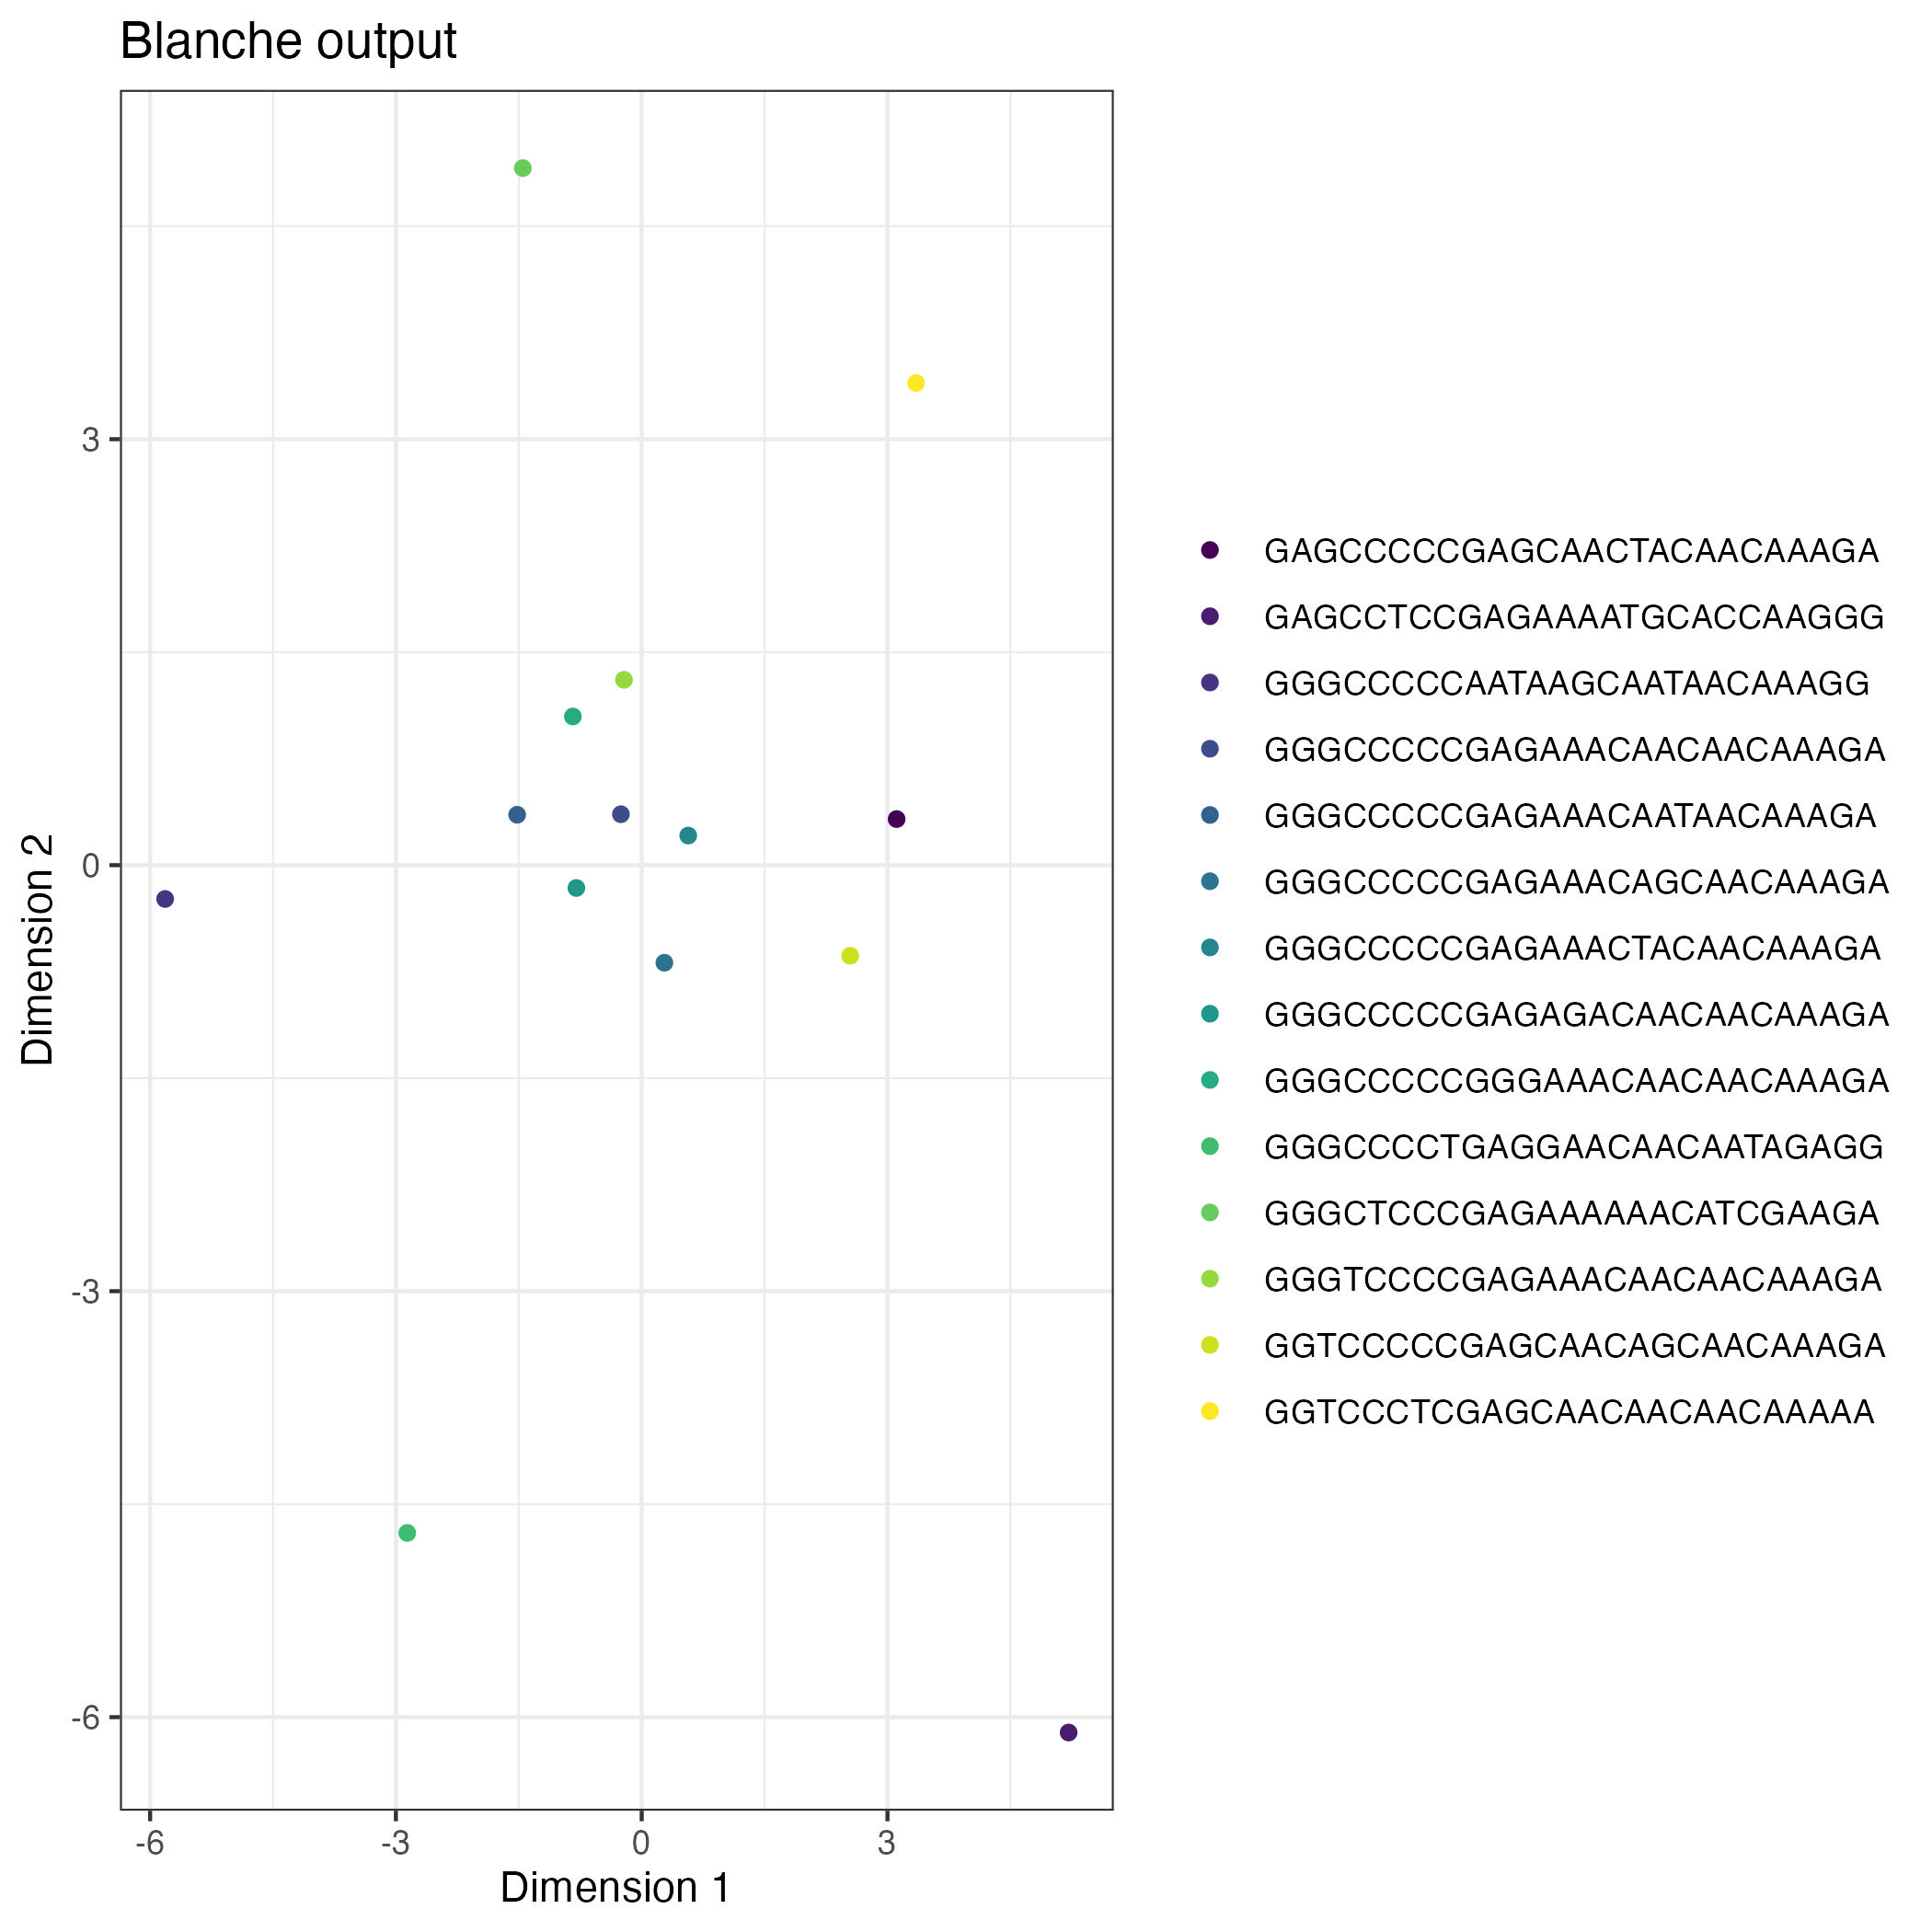 Blanche output
3
0
-3
-6
Dimension 2
-6
-3
0
3
Dimension 1
GAGCCCCCGAGCAACTACAACAAAGA
GAGCCTCCGAGAAAATGCACCAAGGG
GGGCCCCCAATAAGCAATAACAAAGG
GGGCCCCCGAGAAACAACAACAAAGA
GGGCCCCCGAGAAACAATAACAAAGA
GGGCCCCCGAGAAACAGCAACAAAGA
GGGCCCCCGAGAAACTACAACAAAGA
GGGCCCCCGAGAGACAACAACAAAGA
GGGCCCCCGGGAAACAACAACAAAGA
GGGCCCCTGAGGAACAACAATAGAGG
GGGCTCCCGAGAAAAAACATCGAAGA
GGGTCCCCGAGAAACAACAACAAAGA
GGTCCCCCGAGCAACAGCAACAAAGA
GGTCCCTCGAGCAACAACAACAAAAA